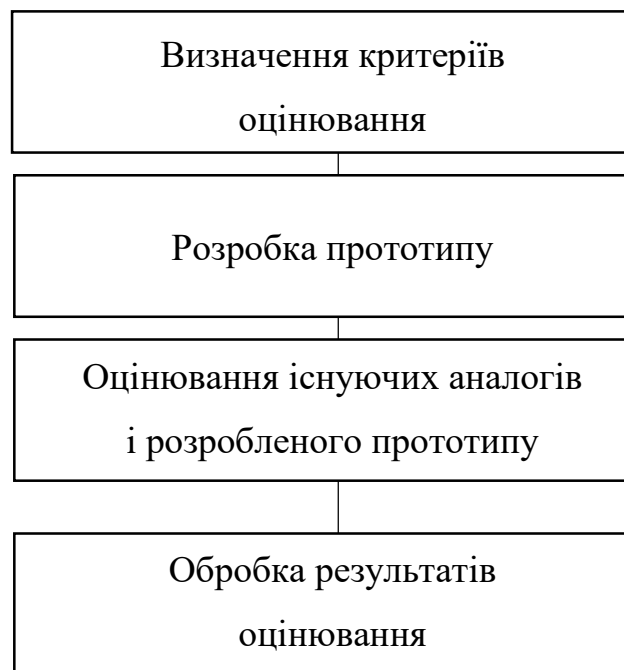 Визначення критеріїв
оцінювання
Розробка прототипу
Оцінювання існуючих аналогів
і розробленого прототипу
Обробка результатів
оцінювання